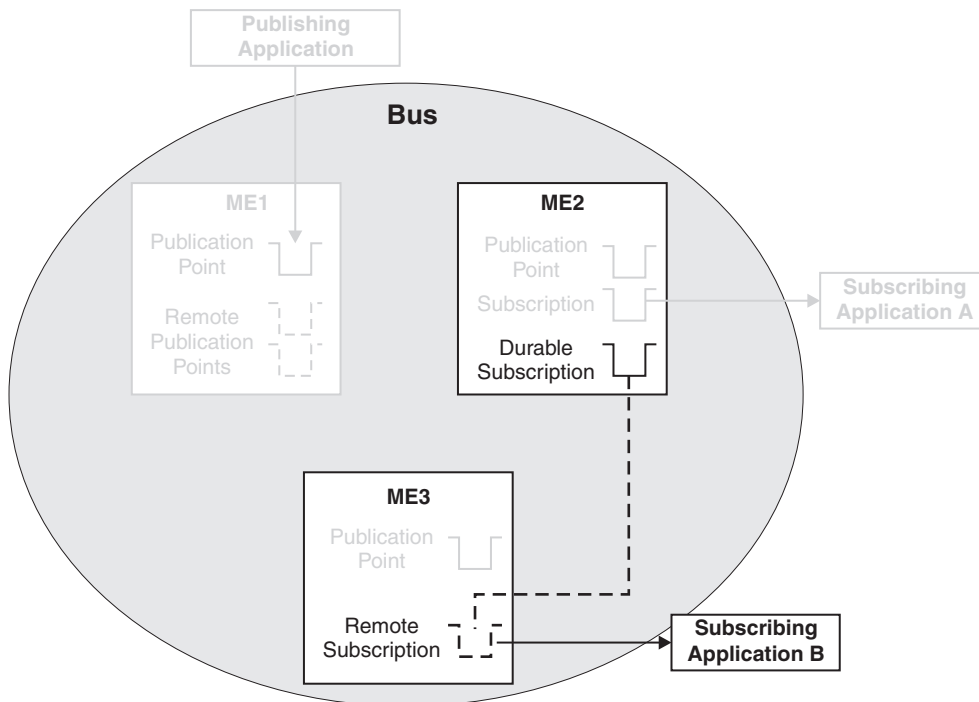 Publishing
Application
Bus
ME1
Publication
Point
Remote
Publication
Points
ME2
Publication
Point
Subscription
Durable
Subscription
Subscribing
Application A
ME3
Publication
Point
Remote
Subscription
Subscribing
Application B